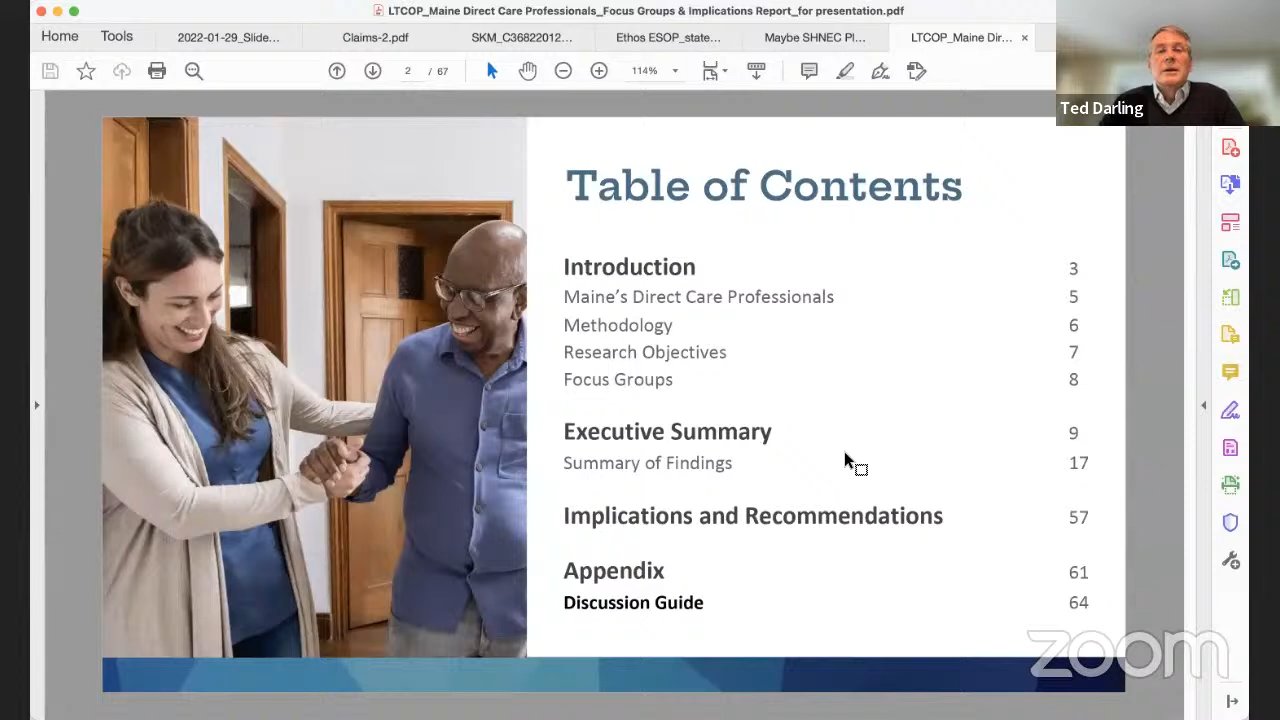 LTCOP_Maine Direct Care Professionals_Focus Groups & Implications Report_for presentation.pdf
Home
Tools
2022-01-29_Slide...
Claims-2.pdf
SKM_C36822012...
Ethos ESOP_state...
Maybe SHNEC Pl...
LTCOP_Maine Dir... ×
2 / 67
114%
Ted Darling
Table of Contents
Introduction 3
Maine's Direct Care Professionals 5
Methodology 6
Research Objectives 7
Focus Groups 8
Executive Summary 9
Summary of Findings 17
Implications and Recommendations 57
Appendix 61
Discussion Guide 64
zoom